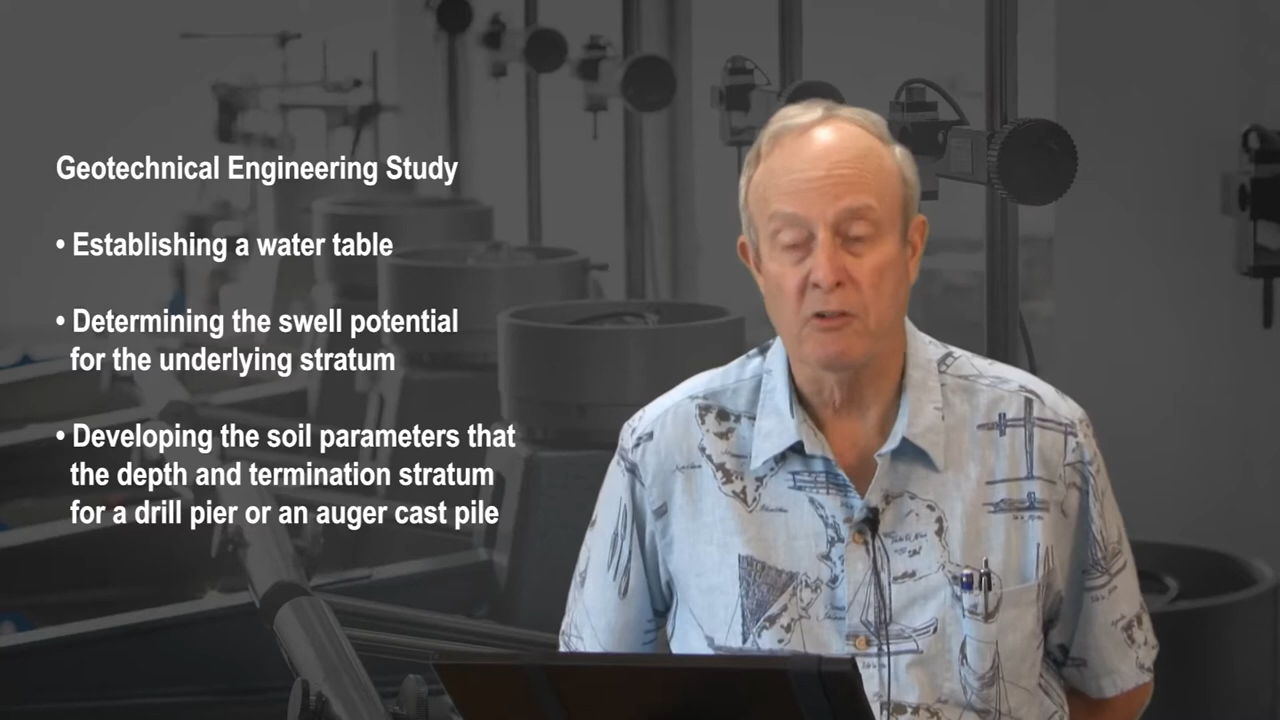 Geotechnical Engineering Study
• Establishing a water table
• Determining the swell potential
for the underlying stratum
• Developing the soil parameters that
the depth and termination stratum
for a drill pier or an auger cast pile